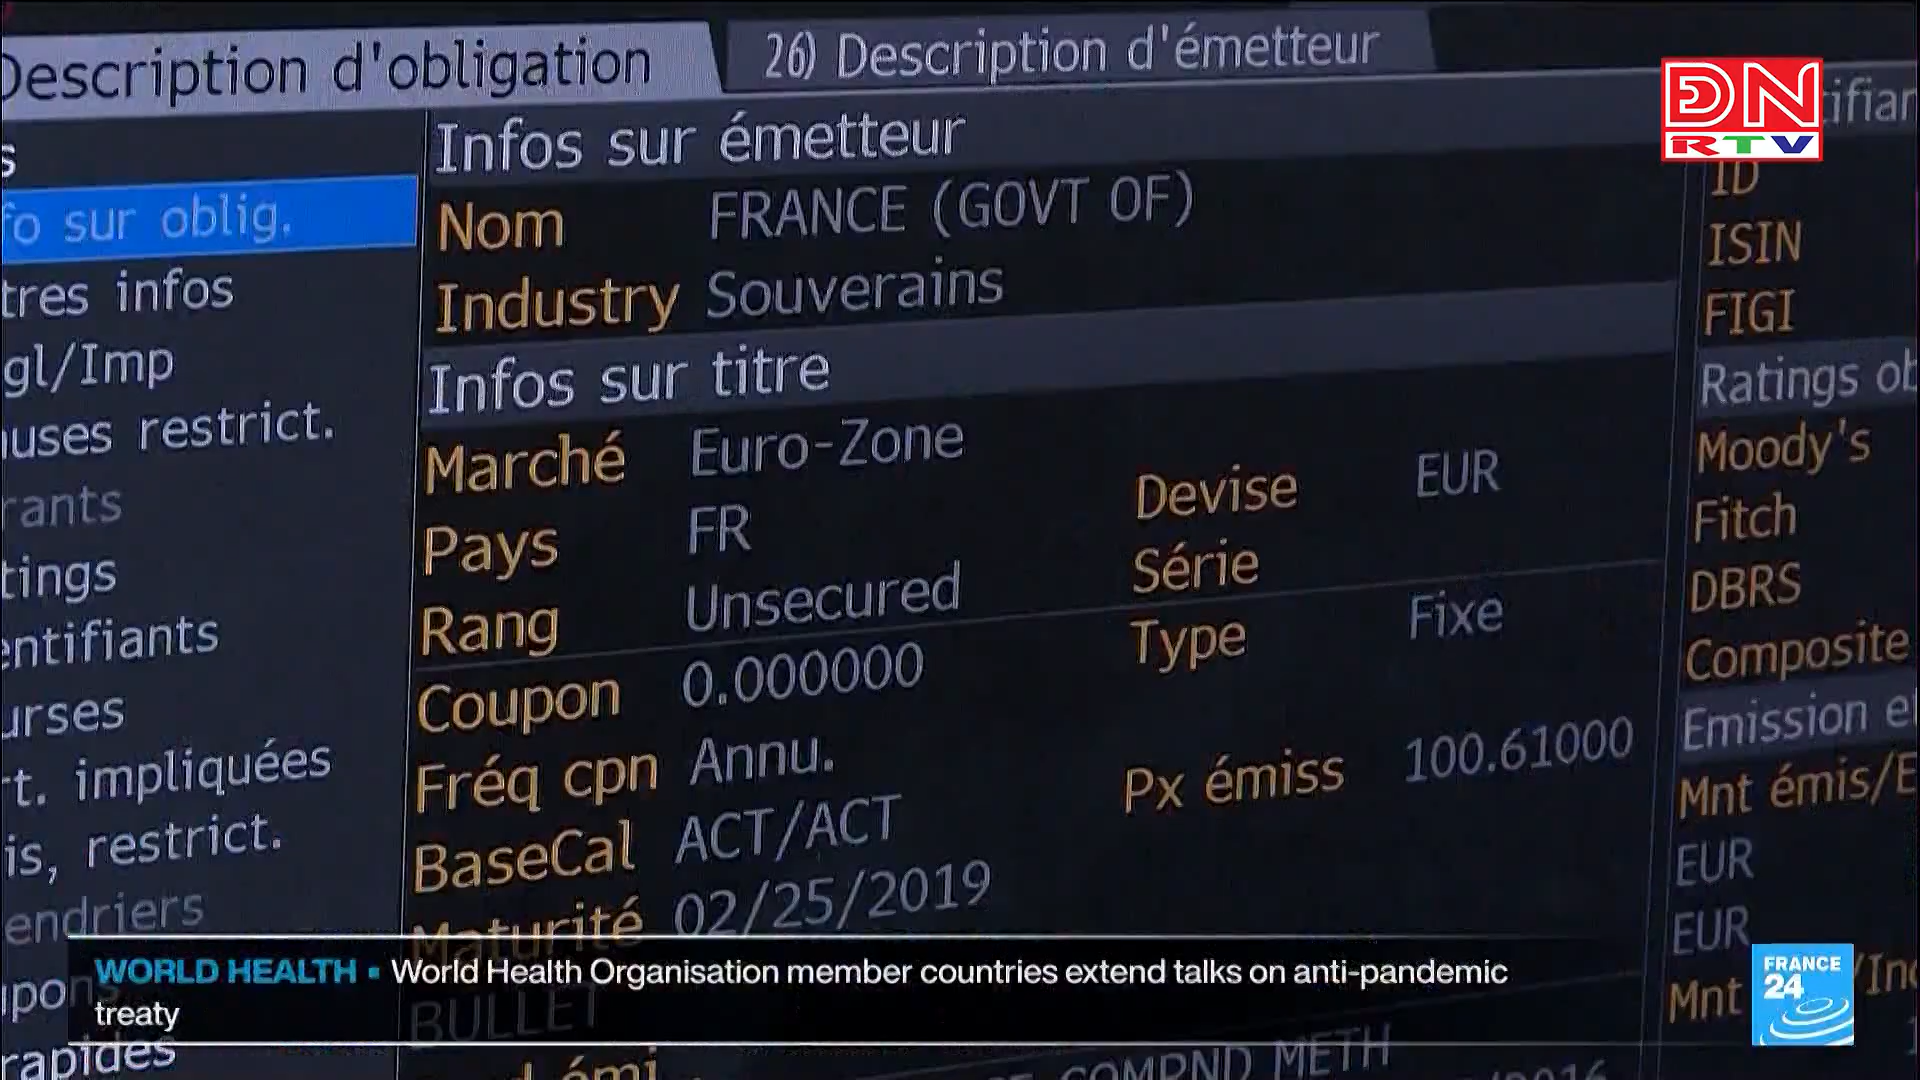 Description d'obligation
26) Description d'émetteur
DN
RTV
Infos sur émetteur
Nom FRANCE (GOVT OF)
Industry Souverains
Infos sur titre
Marché Euro-Zone
Devise EUR
Pays FR
Série
Rang Unsecured
Type Fixe
Coupon 0.000000
Fréq cpn Annu.
Px émiss 100.61000
BaseCal ACT/ACT
Maturité 02/25/2019
BULLET
COMPND METH
s
fo sur oblig.
tres infos
gl/Imp
uses restrict.
rants
tings
entifiants
urses
t. impliquées
is, restrict.
endriers
rapides
ID
ISIN
FIGI
Ratings ob
Moody's
Fitch
DBRS
Composite
Emission et
Mnt émis/E
EUR
EUR
Mnt
WORLD HEALTH ▪ World Health Organisation member countries extend talks on anti-pandemic
treaty
FRANCE
24